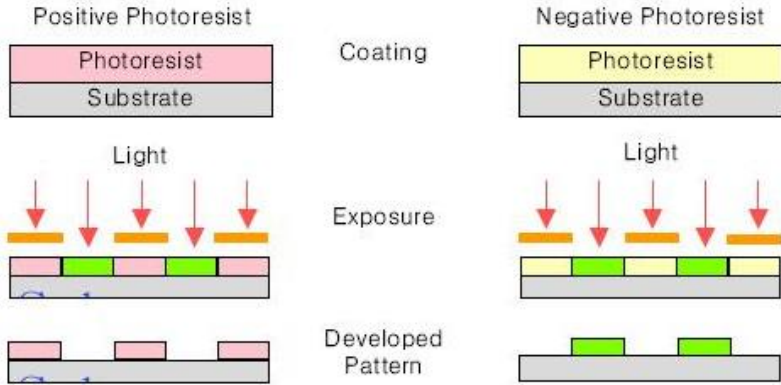 Positive Photoresist
Negative Photoresist
Coating
Photoresist
Photoresist
Substrate
Substrate
Light
Light
Exposure
Developed
Pattern